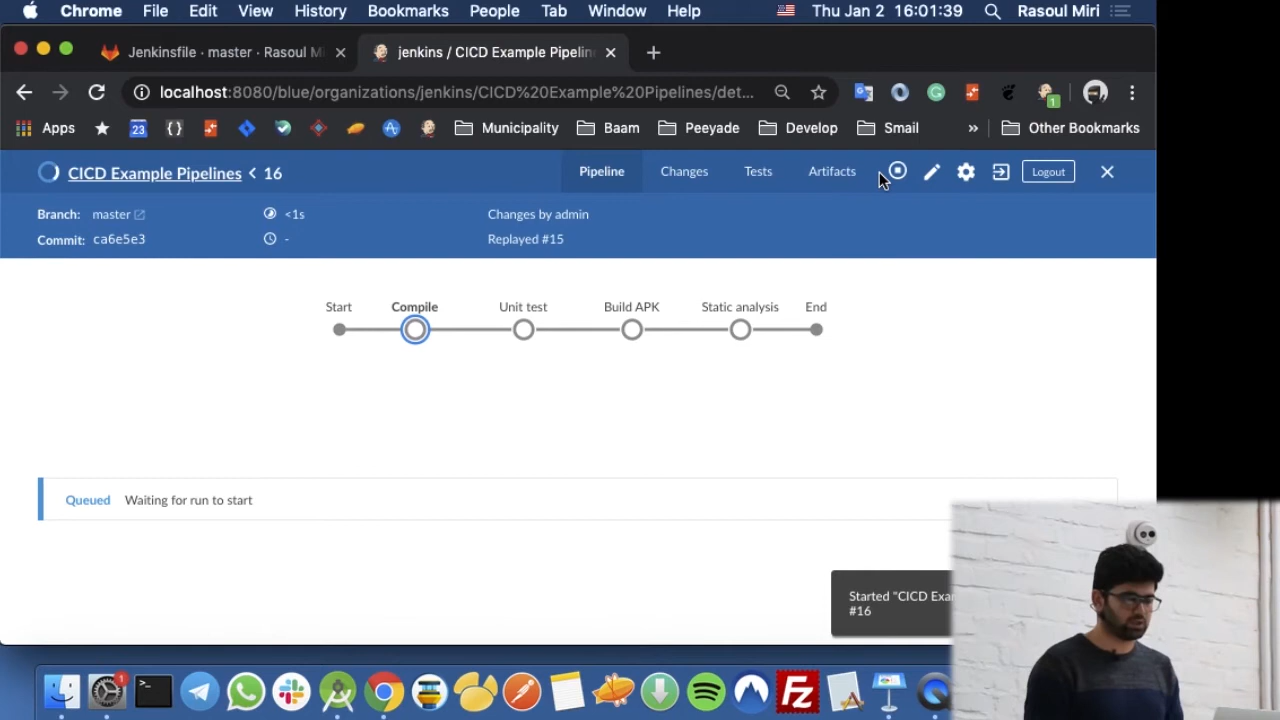 Chrome File Edit View History Bookmarks People Tab Window Help Thu Jan 2 16:01:39 Rasoul Miri
Jenkinsfile · master · Rasoul Mi
jenkins / CICD Example Pipelin
localhost:8080/blue/organizations/jenkins/CICD%20Example%20Pipelines/det...
1
Apps 23 {} Municipality Baam Peeyade Develop Smail » Other Bookmarks
CICD Example Pipelines < 16
Pipeline Changes Tests Artifacts Logout
Branch: master <1s Changes by admin
Commit: ca6e5e3 - Replayed #15
Start Compile Unit test Build APK Static analysis End
Queued Waiting for run to start
Started "CICD Exa
#16
1
Fz